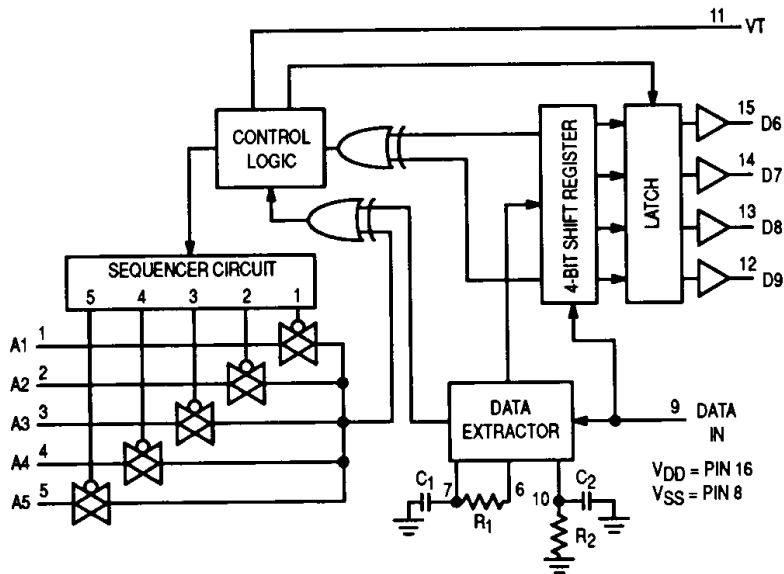 11
VT
CONTROL
LOGIC
4-BIT SHIFT REGISTER
LATCH
15
D6
14
D7
13
D8
12
D9
SEQUENCER CIRCUIT
5 4 3 2 1
A1 1
A2 2
A3 3
A4 4
A5 5
DATA
EXTRACTOR
9
DATA
IN
C1 7 R1 6
10 C2
R2
VDD = PIN 16
VSS = PIN 8